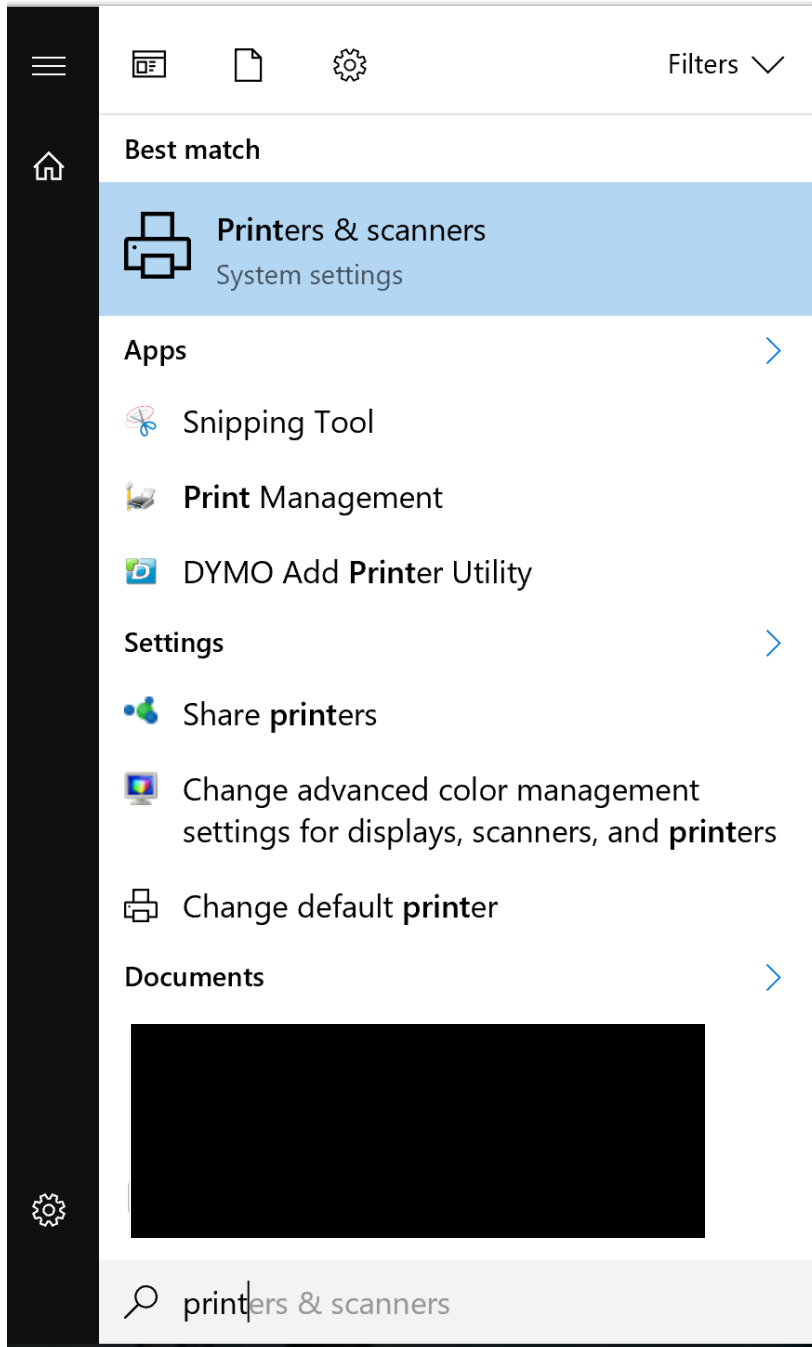 Filters
Best match
Printers & scanners
System settings
Apps
Snipping Tool
Print Management
DYMO Add Printer Utility
Settings
Share printers
Change advanced color management
settings for displays, scanners, and printers
Change default printer
Documents
printers & scanners